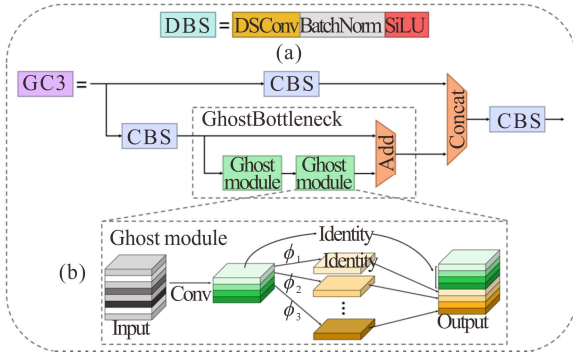 DBS = DSConv BatchNorm SiLU
(a)
GC3 =
CBS
CBS
GhostBottleneck
Ghost module
Ghost module
Add
Concat
CBS
Ghost module
(b)
Input
Conv
Identity
ϕ1
Identity
ϕ2
ϕ3
Output